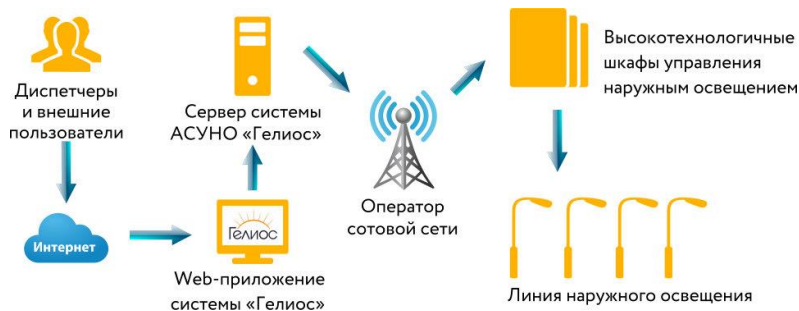 Диспетчеры
и внешние
пользователи
Интернет
Гелиос
Web-приложение
системы «Гелиос»
Сервер системы
АСУНО «Гелиос»
Оператор
сотовой сети
Высокотехнологичные
шкафы управления
наружным освещением
Линия наружного освещения